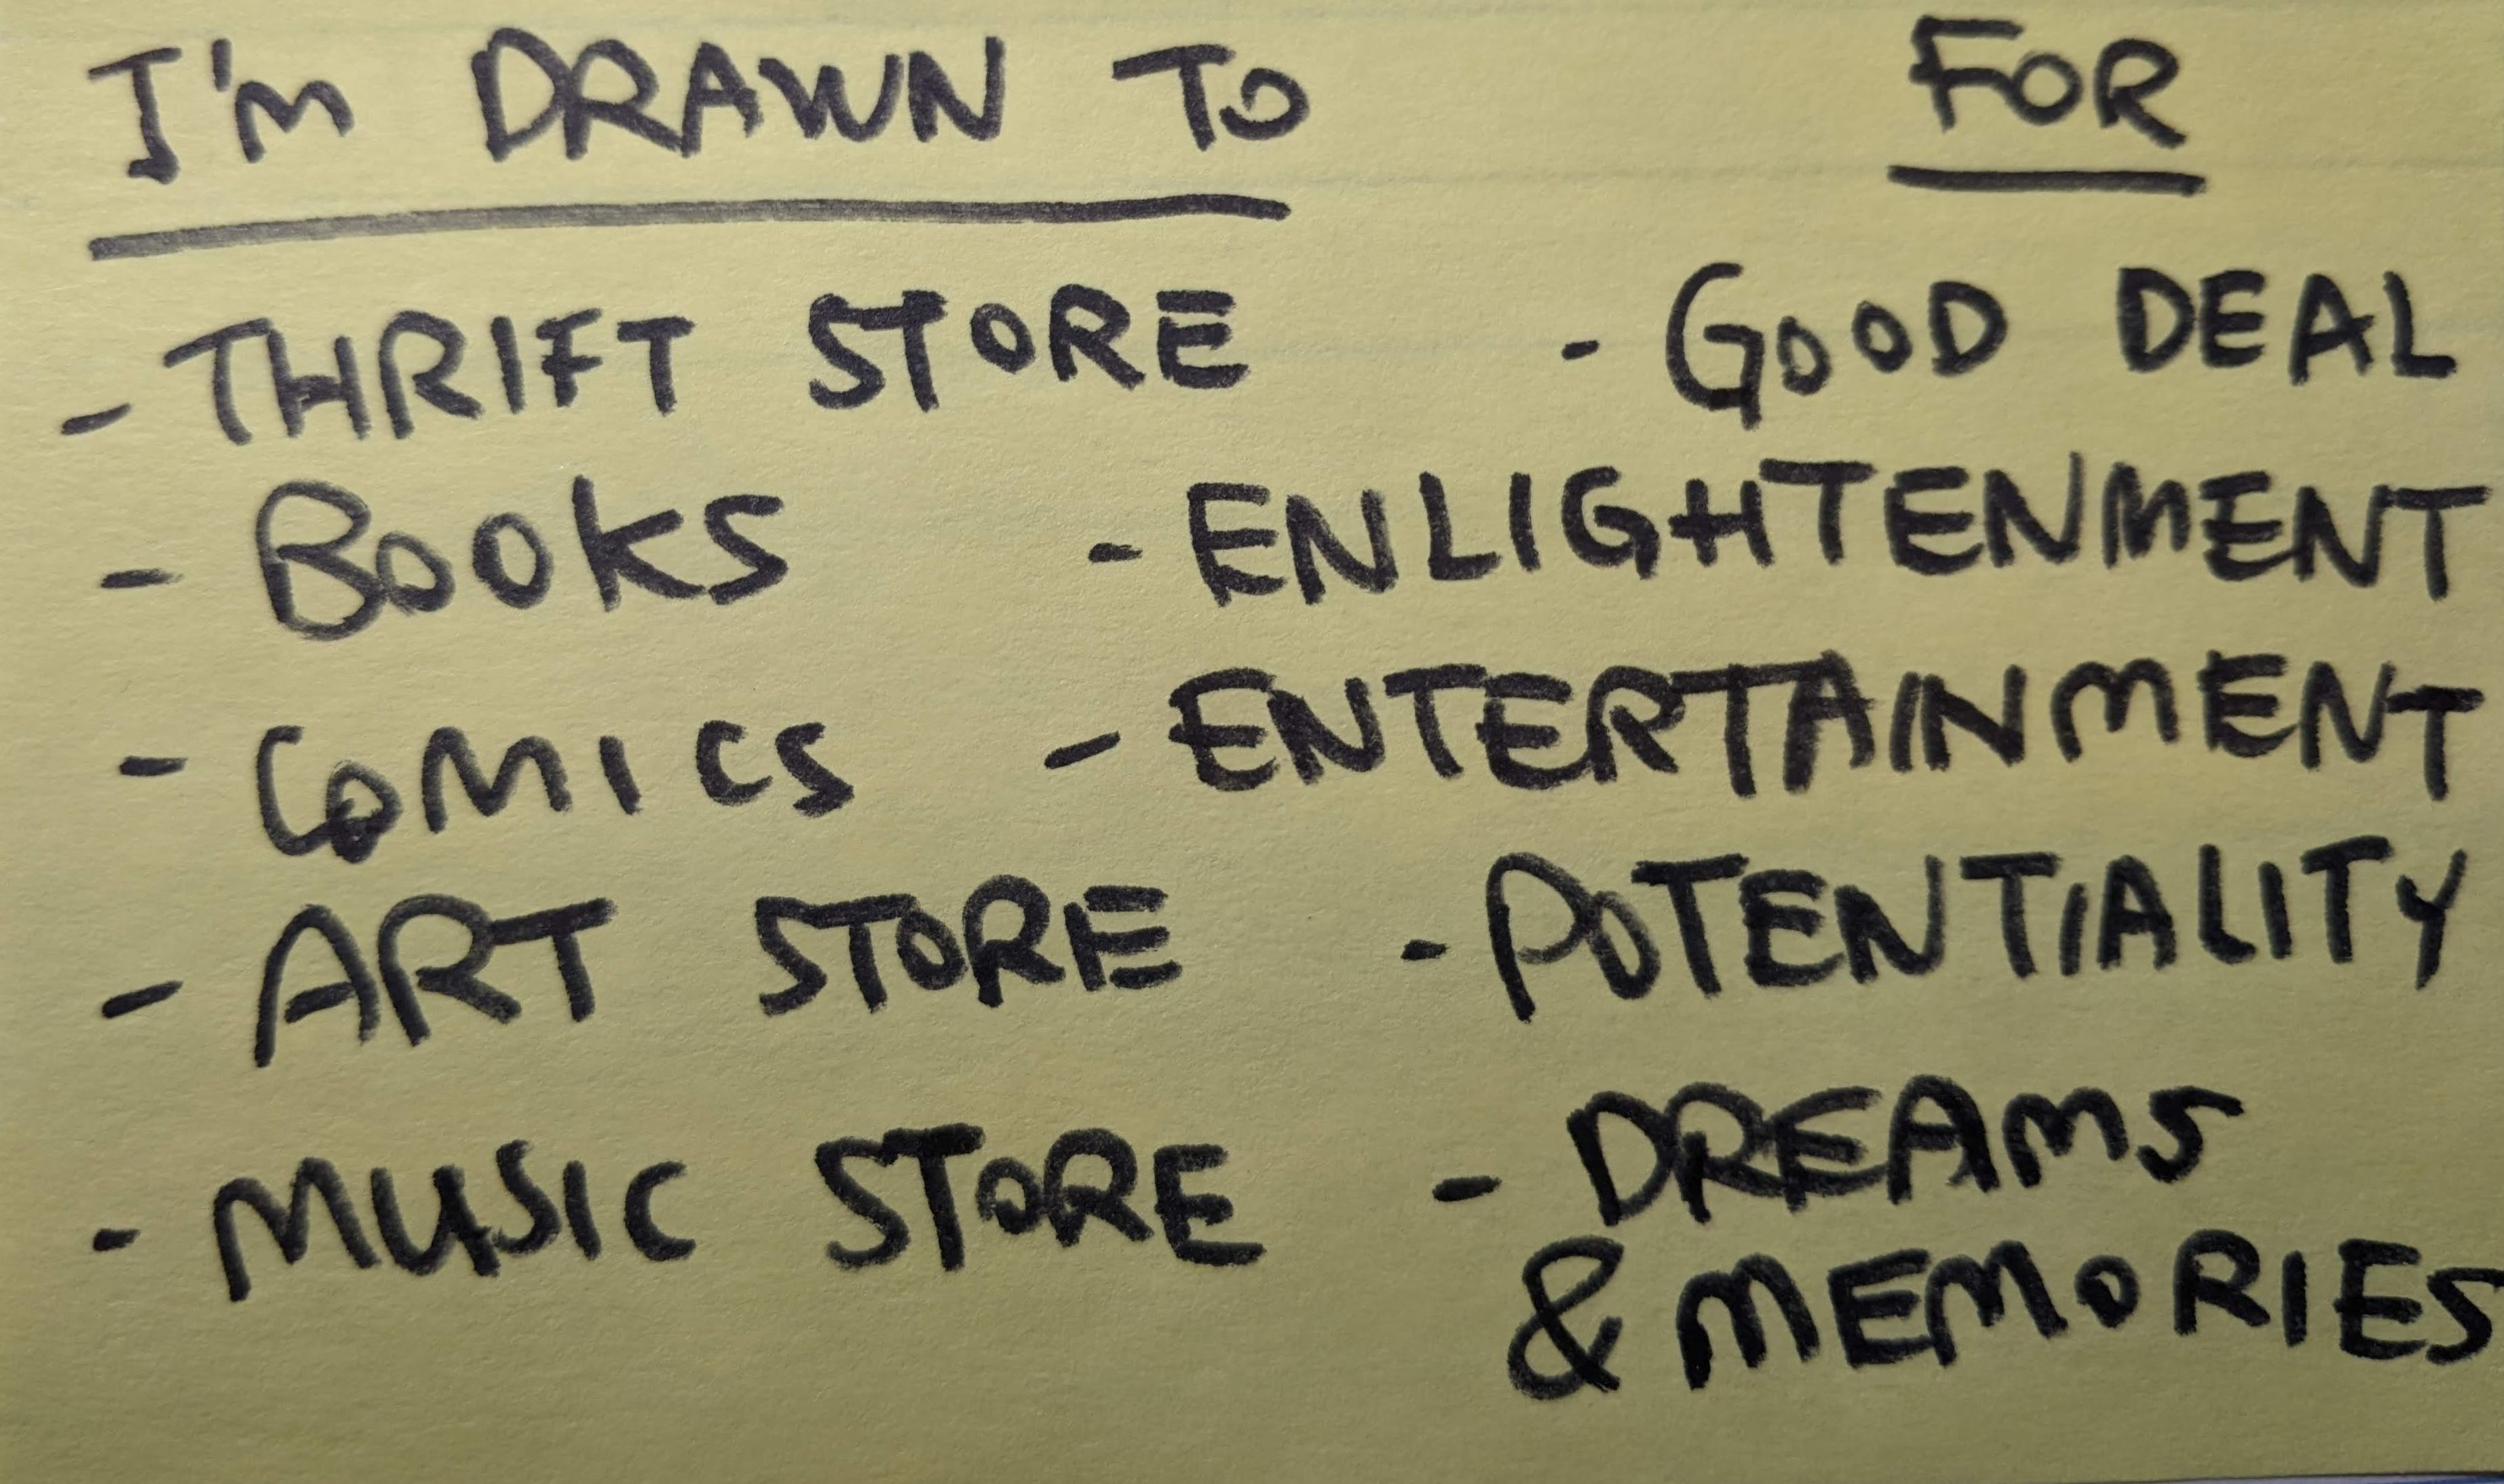 I'm DRAWN TO FOR
- THRIFT STORE - GOOD DEAL
- BOOKS - ENLIGHTENMENT
- COMICS - ENTERTAINMENT
- ART STORE - POTENTIALITY
- MUSIC STORE - DREAMS
& MEMORIES